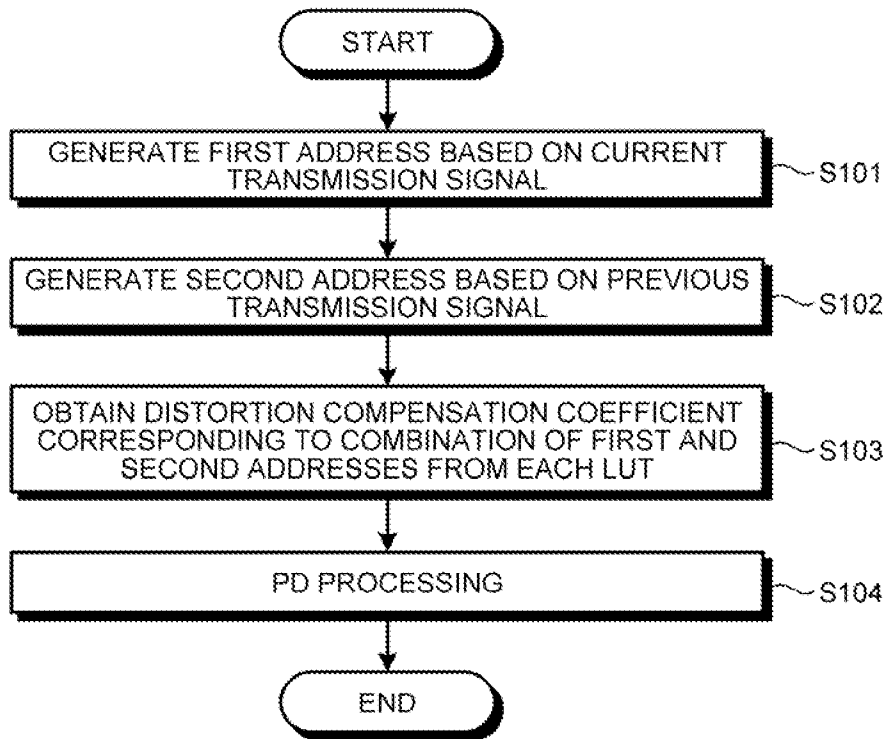 START
GENERATE FIRST ADDRESS BASED ON CURRENT
TRANSMISSION SIGNAL
S101
GENERATE SECOND ADDRESS BASED ON PREVIOUS
TRANSMISSION SIGNAL
S102
OBTAIN DISTORTION COMPENSATION COEFFICIENT
CORRESPONDING TO COMBINATION OF FIRST AND
SECOND ADDRESSES FROM EACH LUT
S103
PD PROCESSING
S104
END